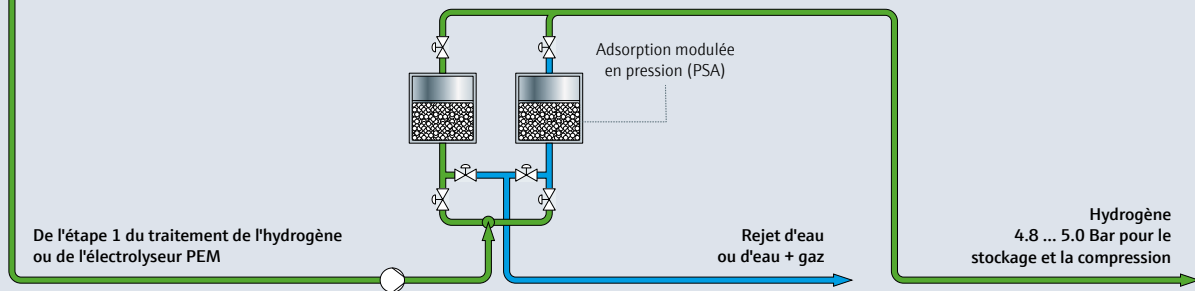 Adsorption modulée
en pression (PSA)
De l'étape 1 du traitement de l'hydrogène
ou de l'électrolyseur PEM
Rejet d'eau
ou d'eau + gaz
Hydrogène
4.8 ... 5.0 Bar pour le
stockage et la compression